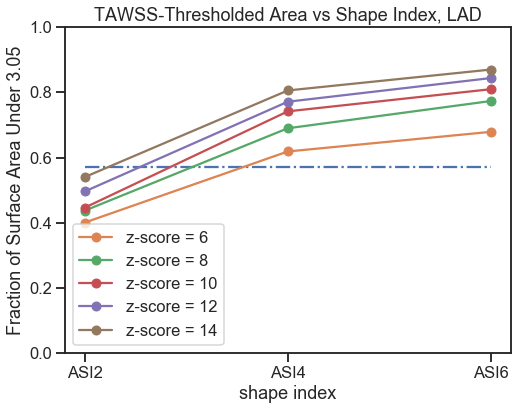 TAWSS-Thresholded Area vs Shape Index, LAD
Fraction of Surface Area Under 3.05
1.0
0.8
0.6
0.4
0.2
0.0
z-score = 6
z-score = 8
z-score = 10
z-score = 12
z-score = 14
ASI2
ASI4
ASI6
shape index